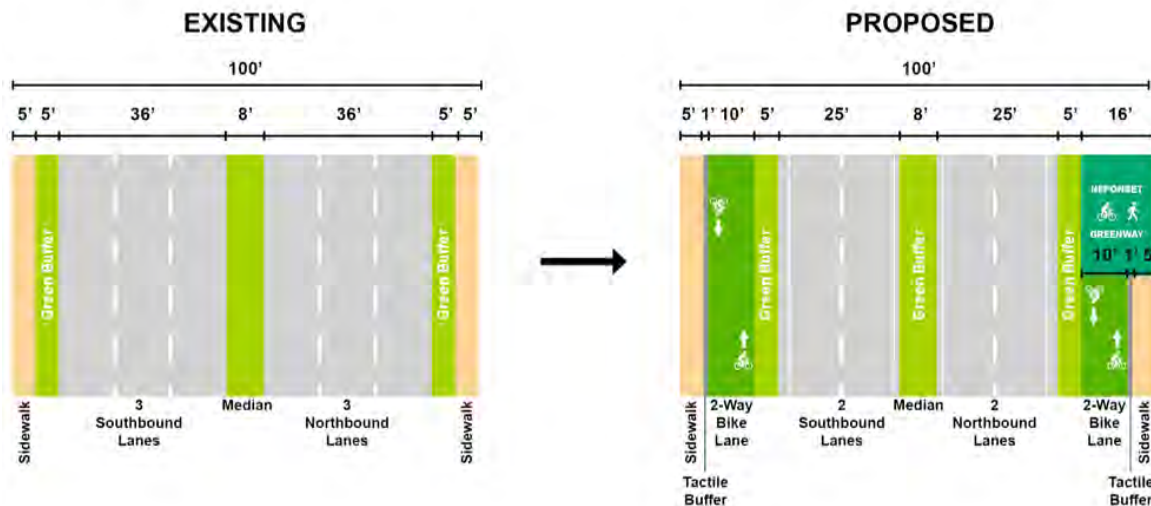 EXISTING
100'
5' 5' 36' 8' 36' 5' 5'
Green Buffer
Green Buffer
Sidewalk
3
Southbound
Lanes
Median
3
Northbound
Lanes
Sidewalk
PROPOSED
100'
5' 1' 10' 5' 25' 8' 25' 5' 16'
Green Buffer
Green Buffer
NEPONSET
GREENWAY
10' 1' 5
Sidewalk
Tactile
Buffer
2-Way
Bike
Lane
2
Southbound
Lanes
Median
2
Northbound
Lanes
2-Way
Bike
Lane
Tactile
Buffer
Sidewalk